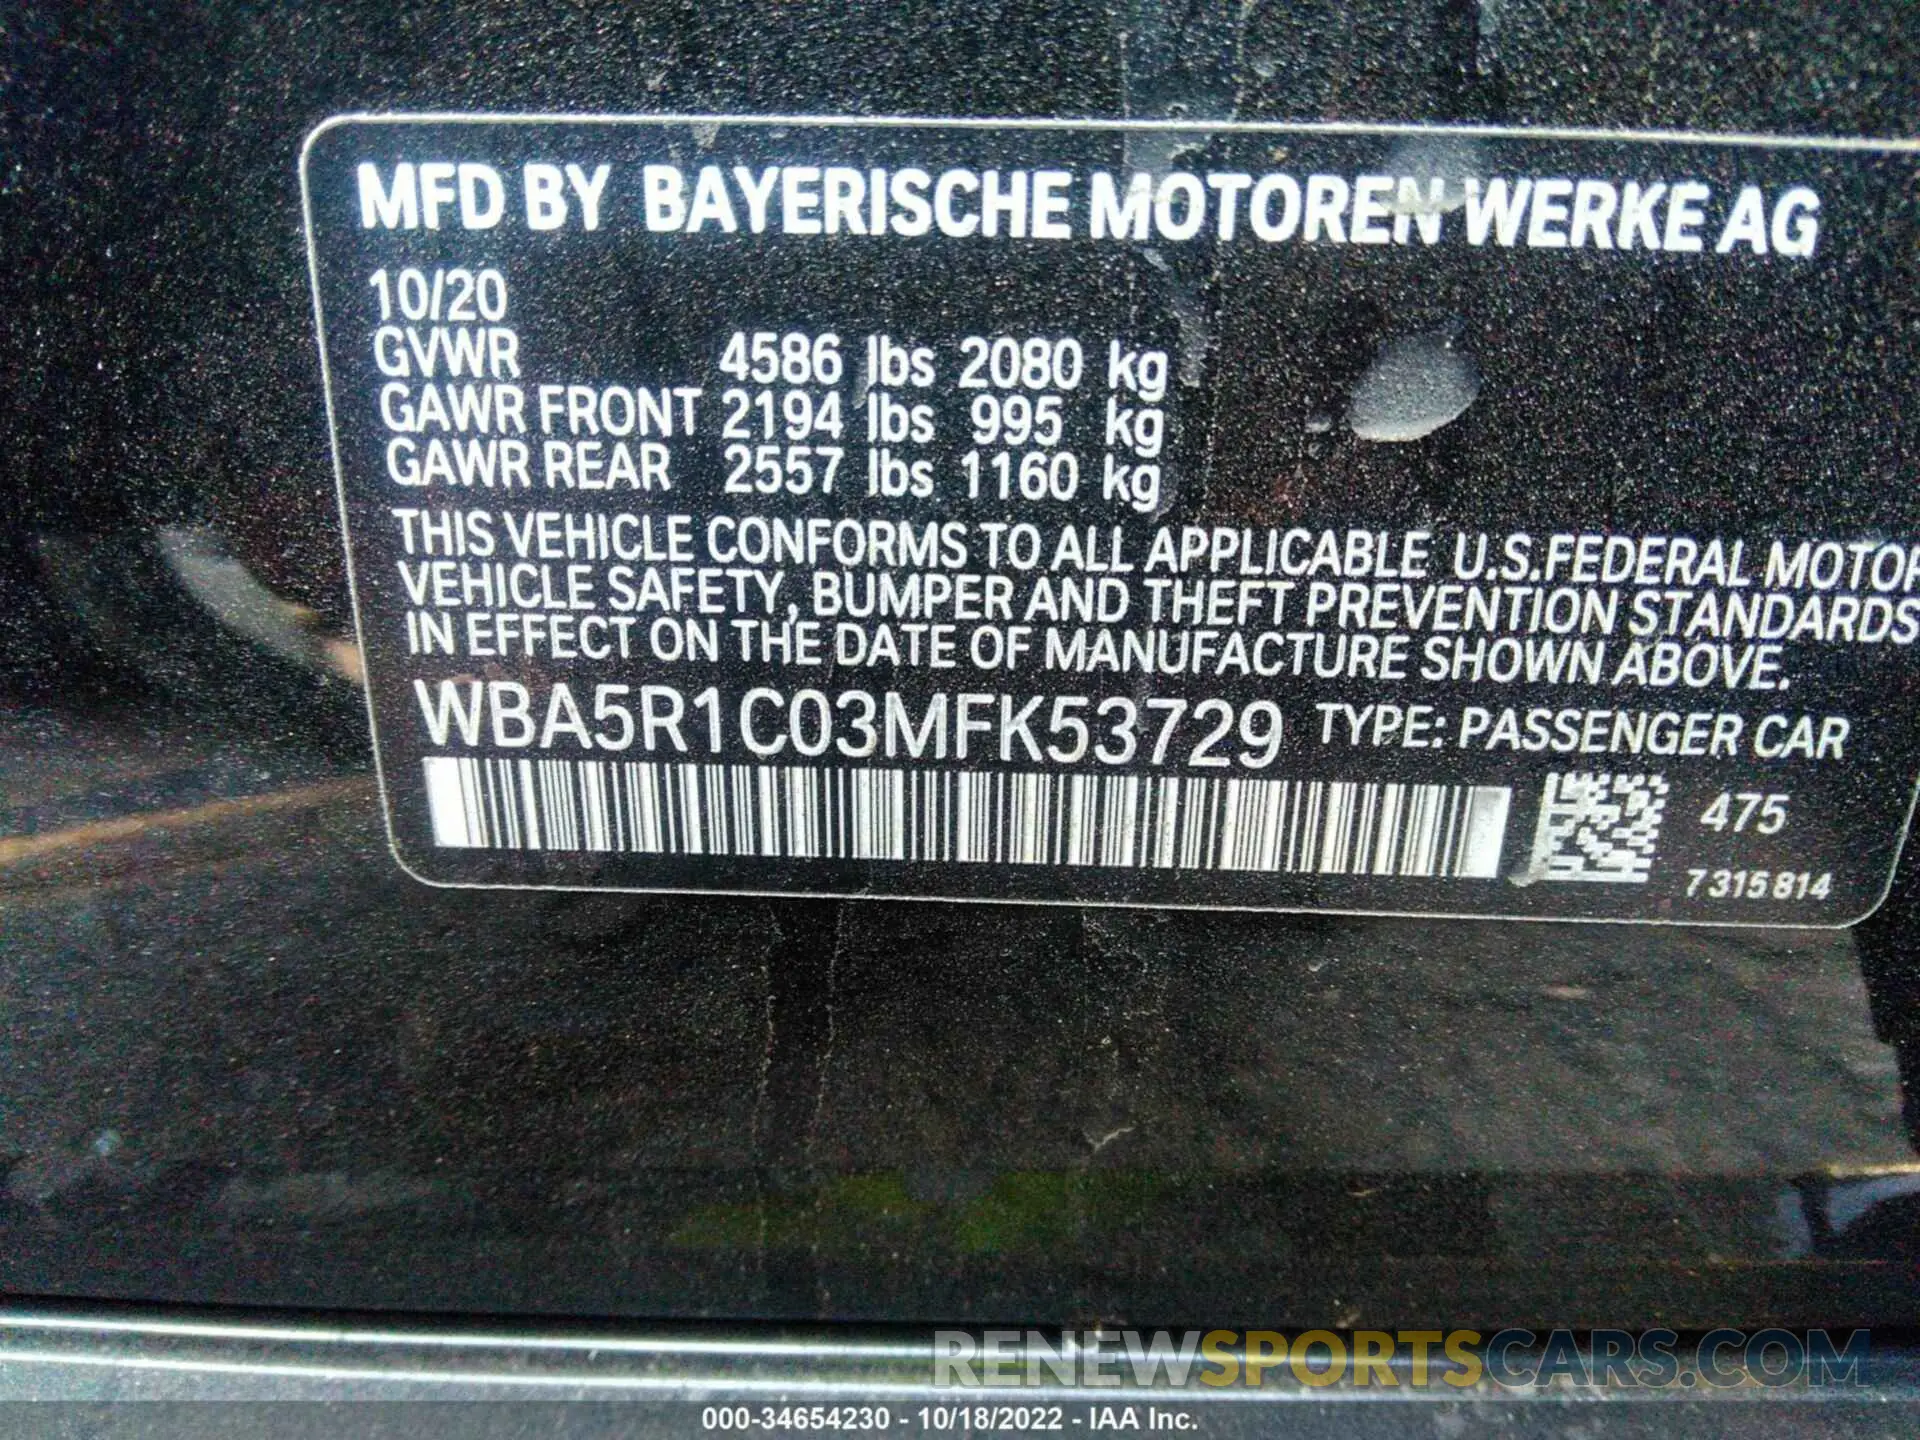 MFD BY BAYERISCHE MOTOREN WERKE AG
10/20
GVWR 4586 lbs 2080 kg
GAWR FRONT 2194 lbs 995 kg
GAWR REAR 2557 lbs 1160 kg
THIS VEHICLE CONFORMS TO ALL APPLICABLE U.S.FEDERAL MOTOR
VEHICLE SAFETY, BUMPER AND THEFT PREVENTION STANDARDS
IN EFFECT ON THE DATE OF MANUFACTURE SHOWN ABOVE.
WBA5R1C03MFK53729 TYPE: PASSENGER CAR
475
7 315 814
RENEWSPORTSCARS.COM
000-34654230 - 10/18/2022 - IAA Inc.